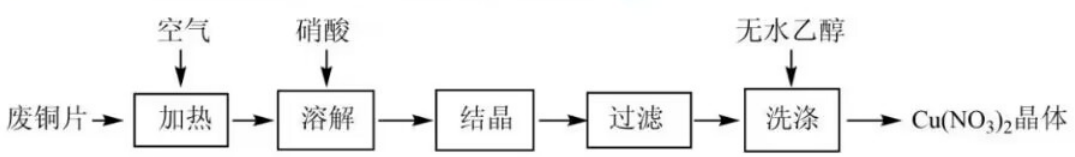 空气 硝酸 无水乙醇
废铜片 加热 溶解 结晶 过滤 洗涤 Cu(NO₃)₂晶体